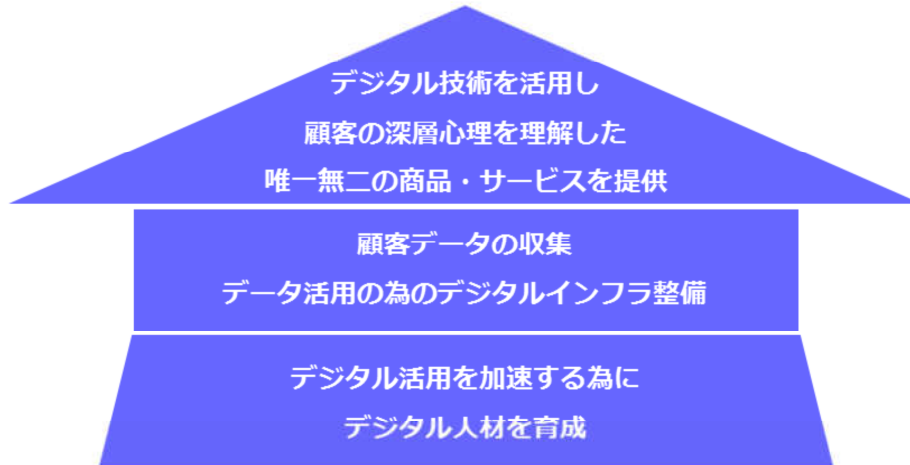 デジタル技術を活用し
顧客の深層心理を理解した
唯一無二の商品・サービスを提供
顧客データの収集
データ活用の為のデジタルインフラ整備
デジタル活用を加速する為に
デジタル人材を育成